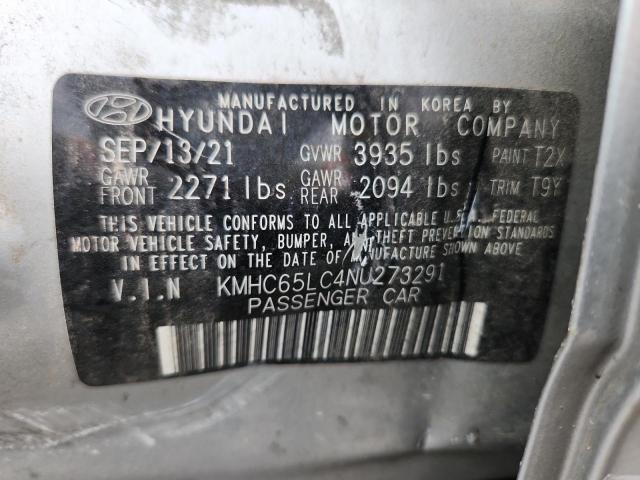 MANUFACTURED IN KOREA BY
HYUNDAI MOTOR COMPANY
SEP/13/21 GVWR 3935 lbs PAINT T2X
GAWR FRONT 2271 lbs GAWR REAR 2094 lbs TRIM T9Y
THIS VEHICLE CONFORMS TO ALL APPLICABLE U.S.A. FEDERAL
MOTOR VEHICLE SAFETY, BUMPER, AND THEFT PREVENTION STANDARDS IN
EFFECT ON THE DATE OF MANUFACTURE SHOWN ABOVE
V.I.N KMHC65LC4NU273291
PASSENGER CAR